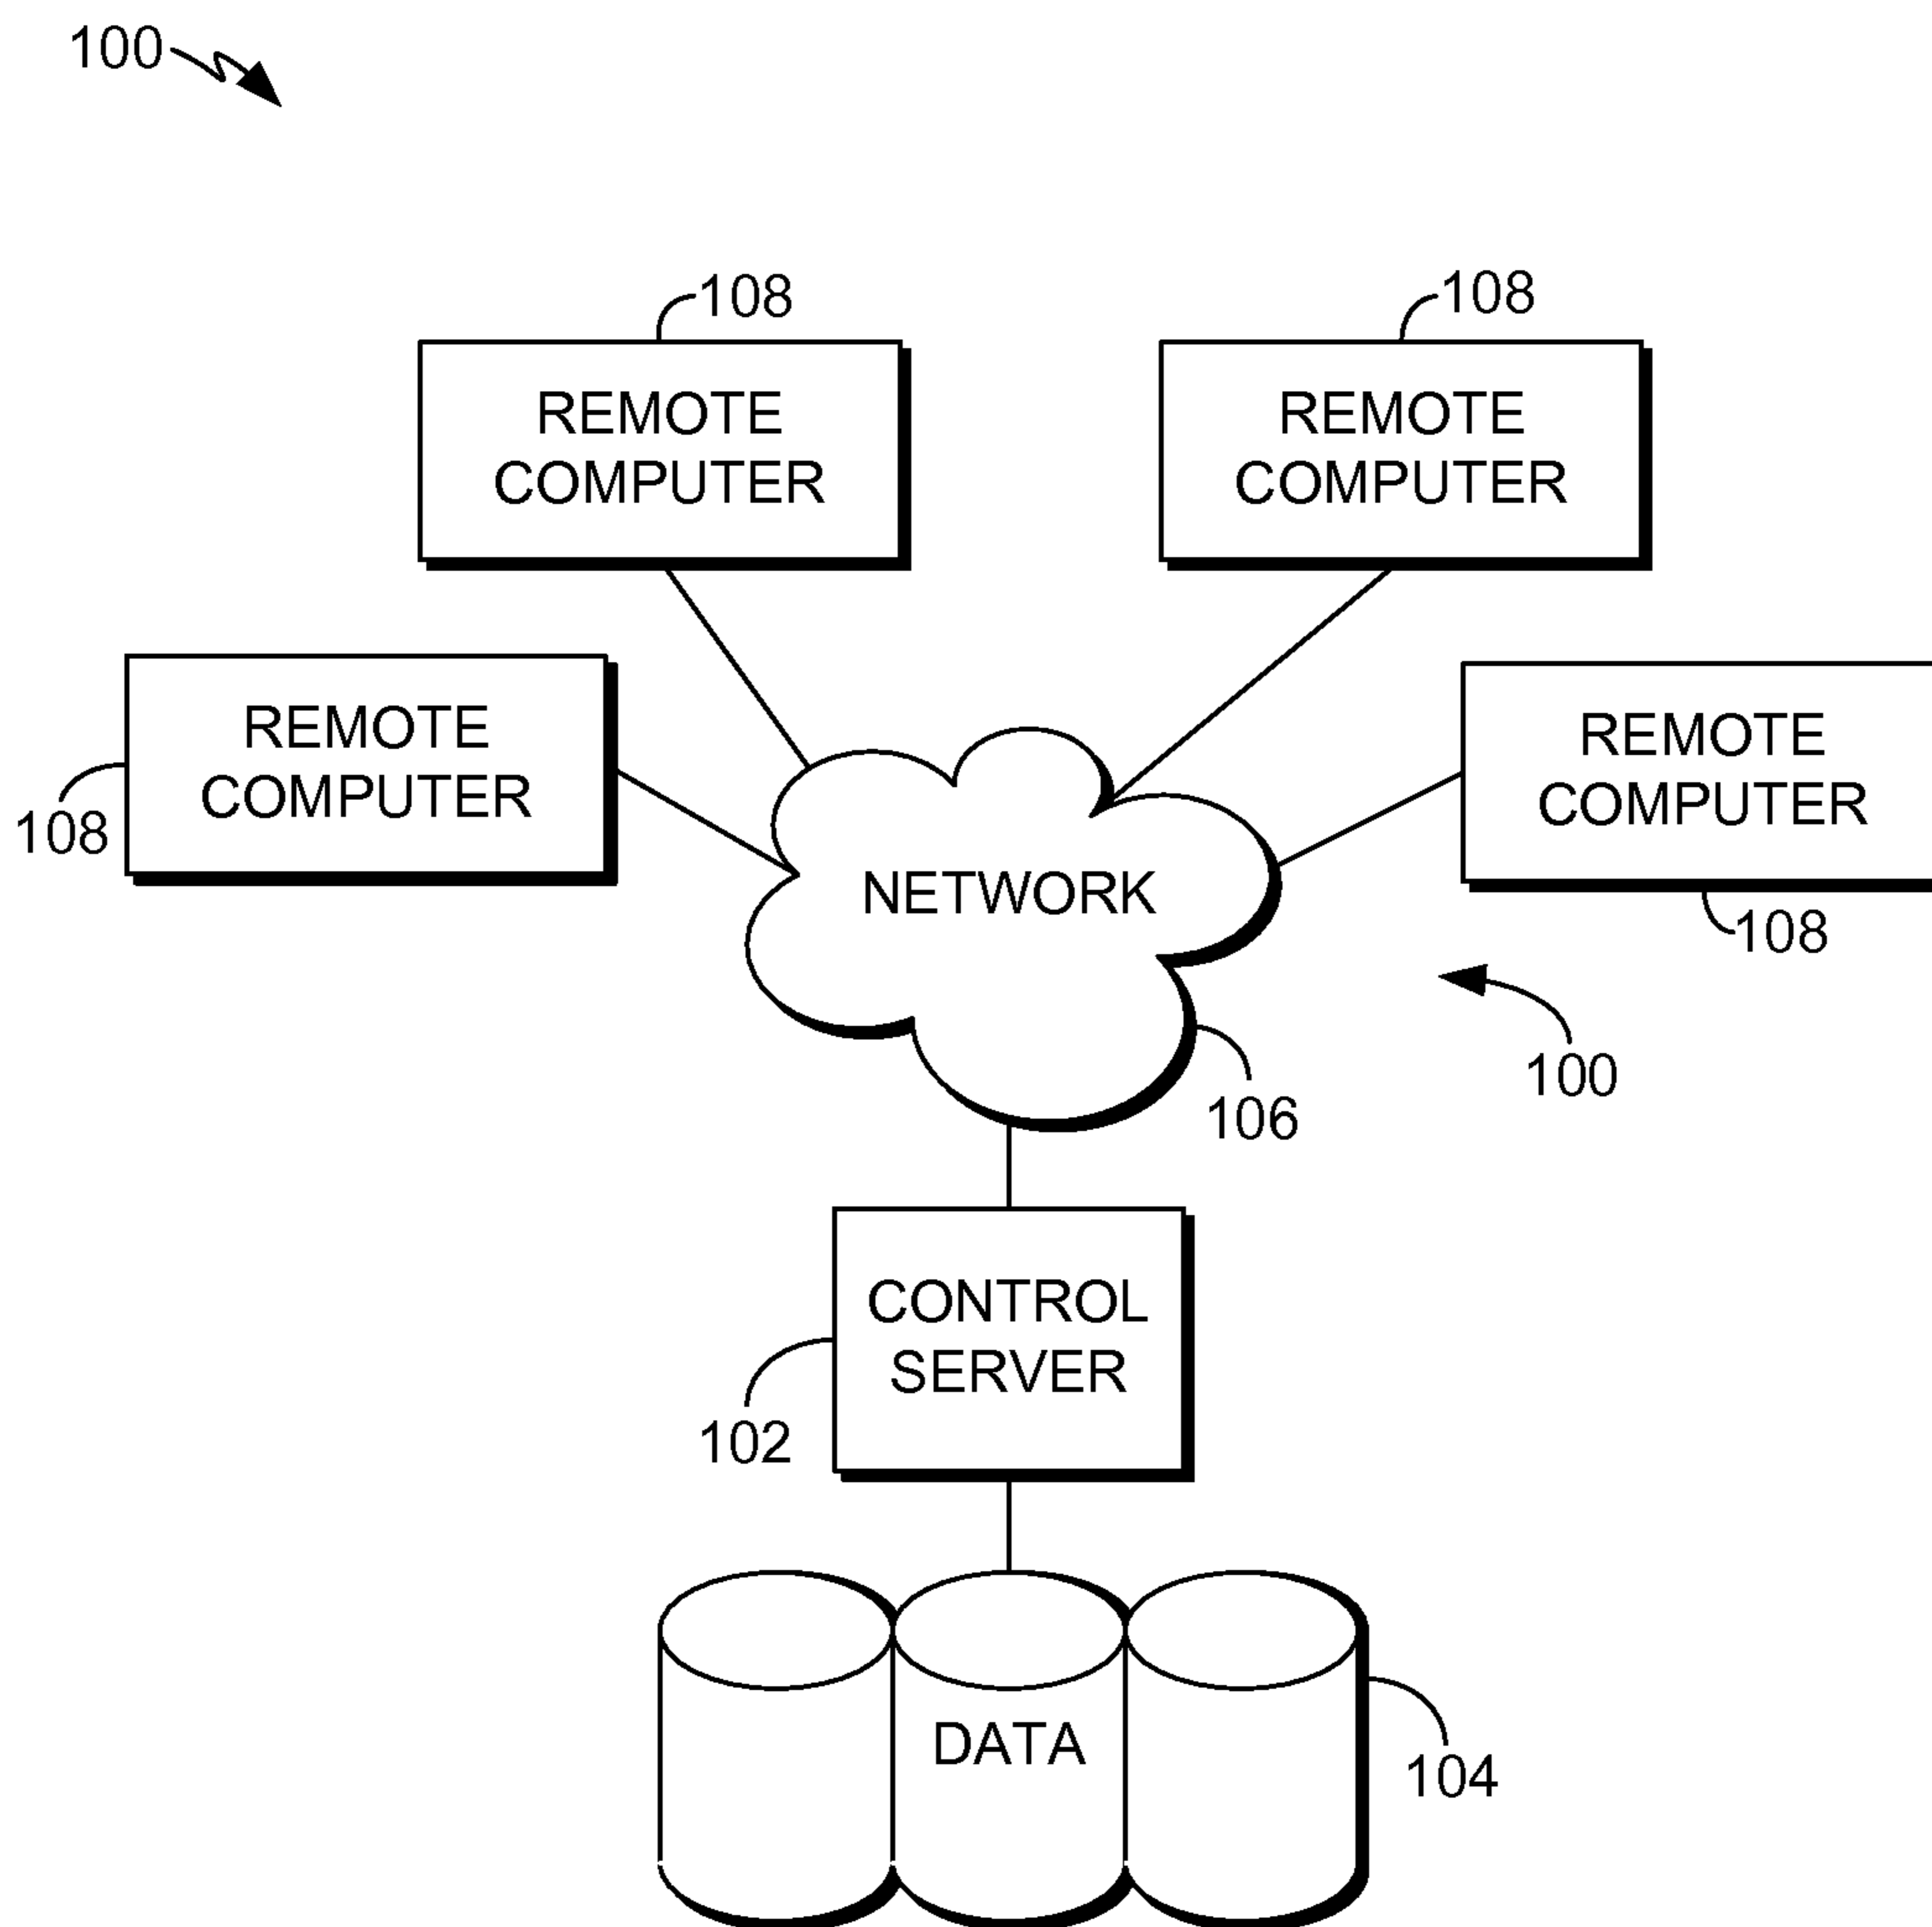 100
108
108
REMOTE
COMPUTER
REMOTE
COMPUTER
REMOTE
COMPUTER
108
REMOTE
COMPUTER
108
NETWORK
100
106
CONTROL
SERVER
102
DATA
104